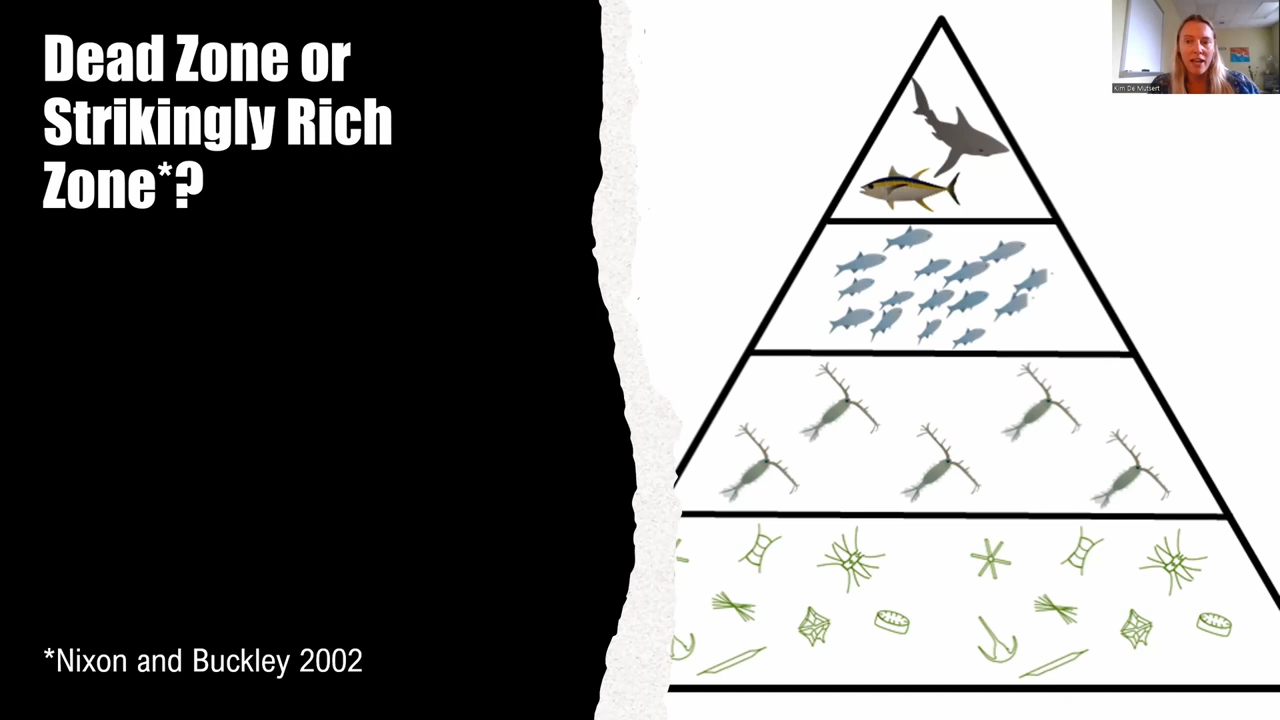 Dead Zone or
Strikingly Rich
Zone*?
Kim De Mutsert
*Nixon and Buckley 2002